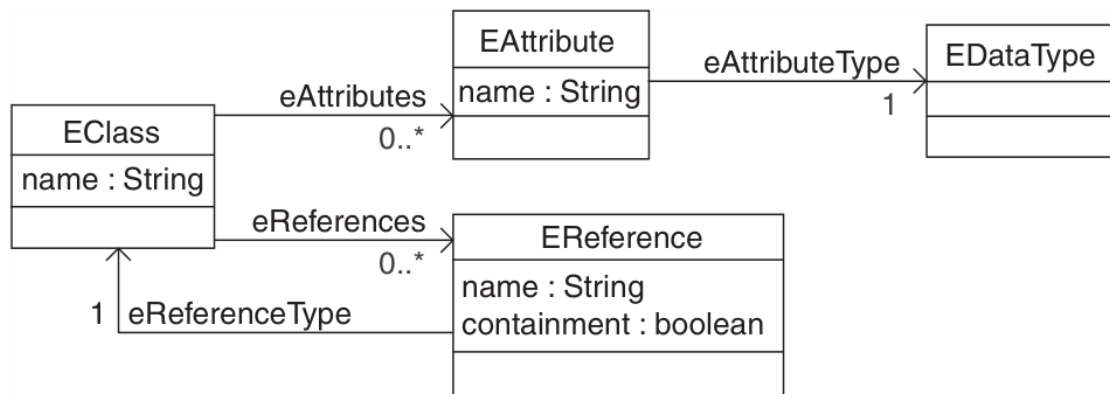 EAttribute
name : String
eAttributeType
1
EDataType
eAttributes
0..*
EClass
name : String
eReferences
0..*
EReference
name : String
containment : boolean
1
eReferenceType